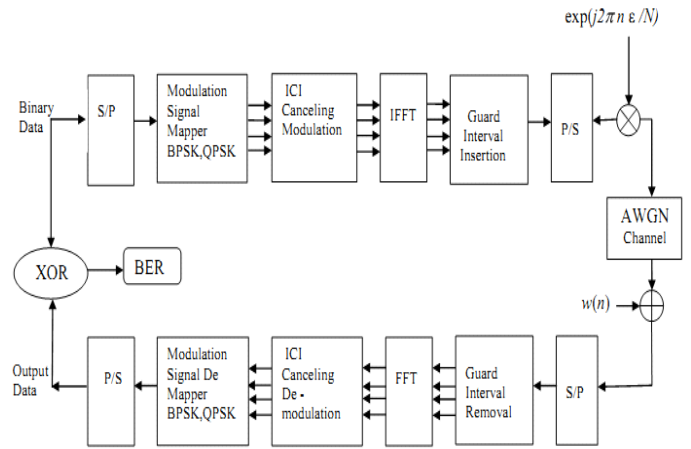 exp(j2π n ε /N)
Binary
Data
S/P
Modulation
Signal
Mapper
BPSK,QPSK
ICI
Canceling
Modulation
IFFT
Guard
Interval
Insertion
P/S
AWGN
Channel
w(n)
XOR
BER
Output
Data
P/S
Modulation
Signal De
Mapper
BPSK,QPSK
ICI
Canceling
De -
modulation
FFT
Guard
Interval
Removal
S/P